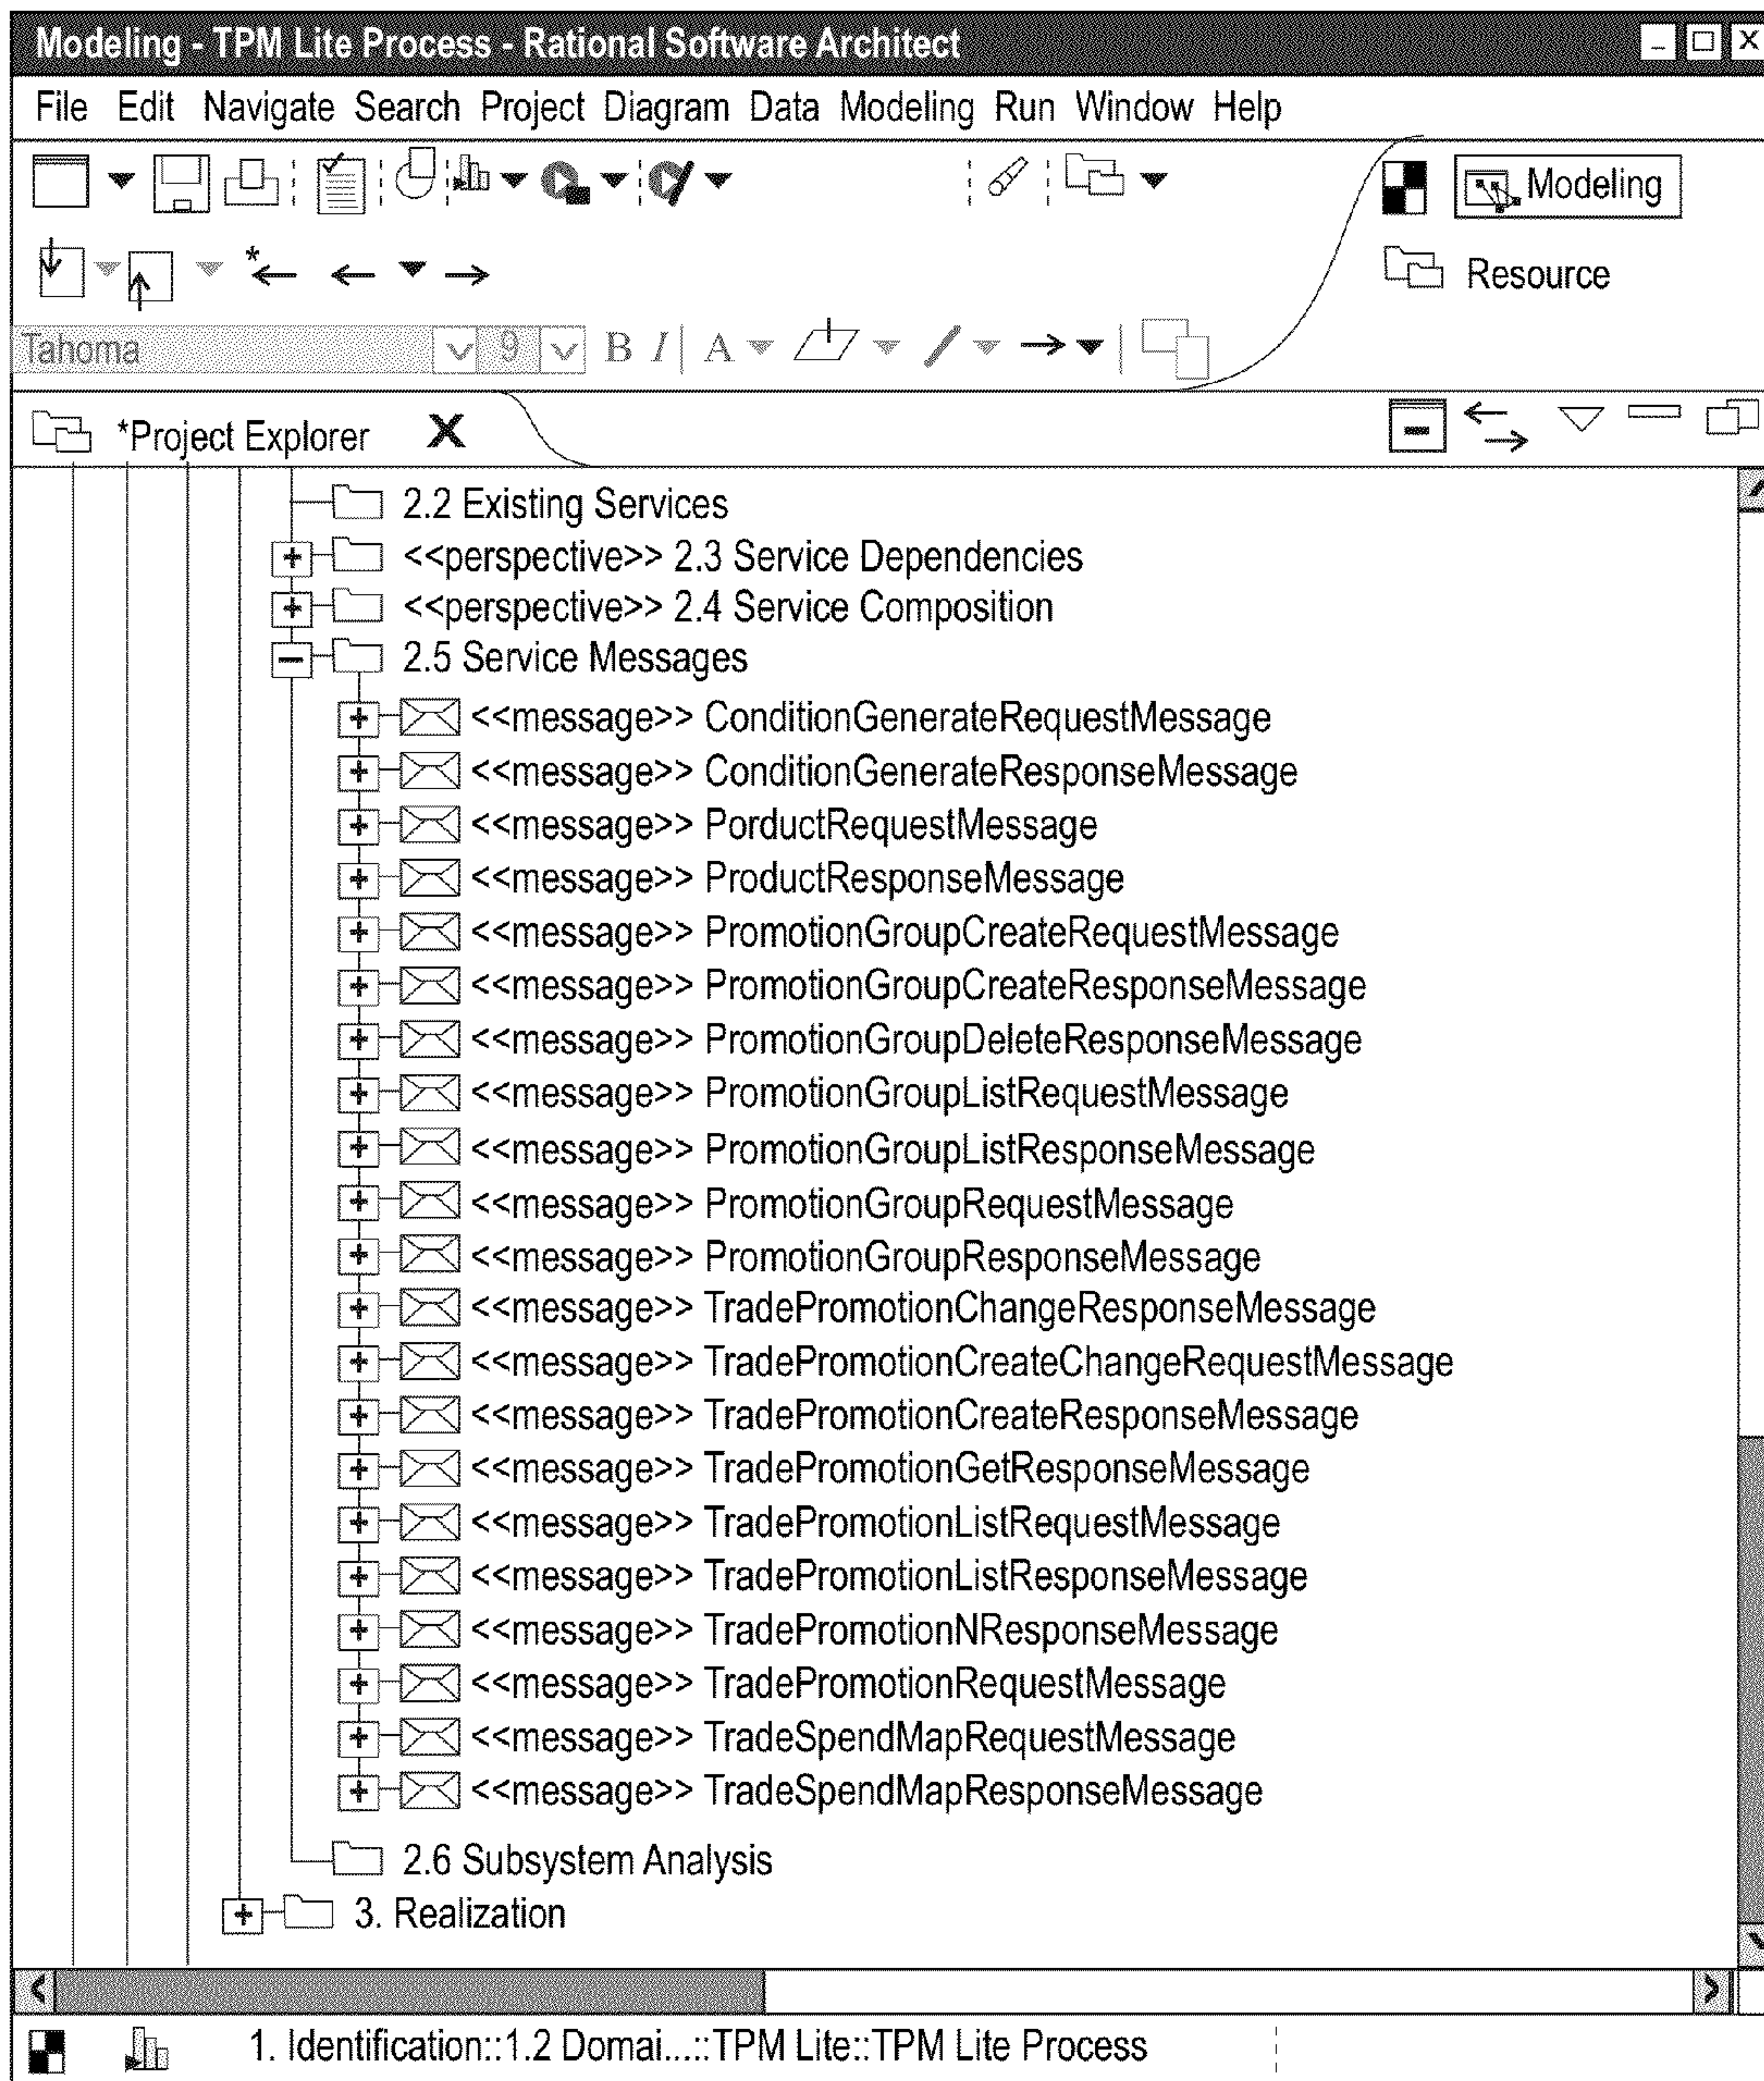 Modeling - TPM Lite Process - Rational Software Architect
File Edit Navigate Search Project Diagram Data Modeling Run Window Help
Modeling
Resource
Tahoma 9 B I A
*Project Explorer X
2.2 Existing Services
<<perspective>> 2.3 Service Dependencies
<<perspective>> 2.4 Service Composition
2.5 Service Messages
<<message>> ConditionGenerateRequestMessage
<<message>> ConditionGenerateResponseMessage
<<message>> PorductRequestMessage
<<message>> ProductResponseMessage
<<message>> PromotionGroupCreateRequestMessage
<<message>> PromotionGroupCreateResponseMessage
<<message>> PromotionGroupDeleteResponseMessage
<<message>> PromotionGroupListRequestMessage
<<message>> PromotionGroupListResponseMessage
<<message>> PromotionGroupRequestMessage
<<message>> PromotionGroupResponseMessage
<<message>> TradePromotionChangeResponseMessage
<<message>> TradePromotionCreateChangeRequestMessage
<<message>> TradePromotionCreateResponseMessage
<<message>> TradePromotionGetResponseMessage
<<message>> TradePromotionListRequestMessage
<<message>> TradePromotionListResponseMessage
<<message>> TradePromotionNResponseMessage
<<message>> TradePromotionRequestMessage
<<message>> TradeSpendMapRequestMessage
<<message>> TradeSpendMapResponseMessage
2.6 Subsystem Analysis
3. Realization
1. Identification::1.2 Domai...::TPM Lite::TPM Lite Process